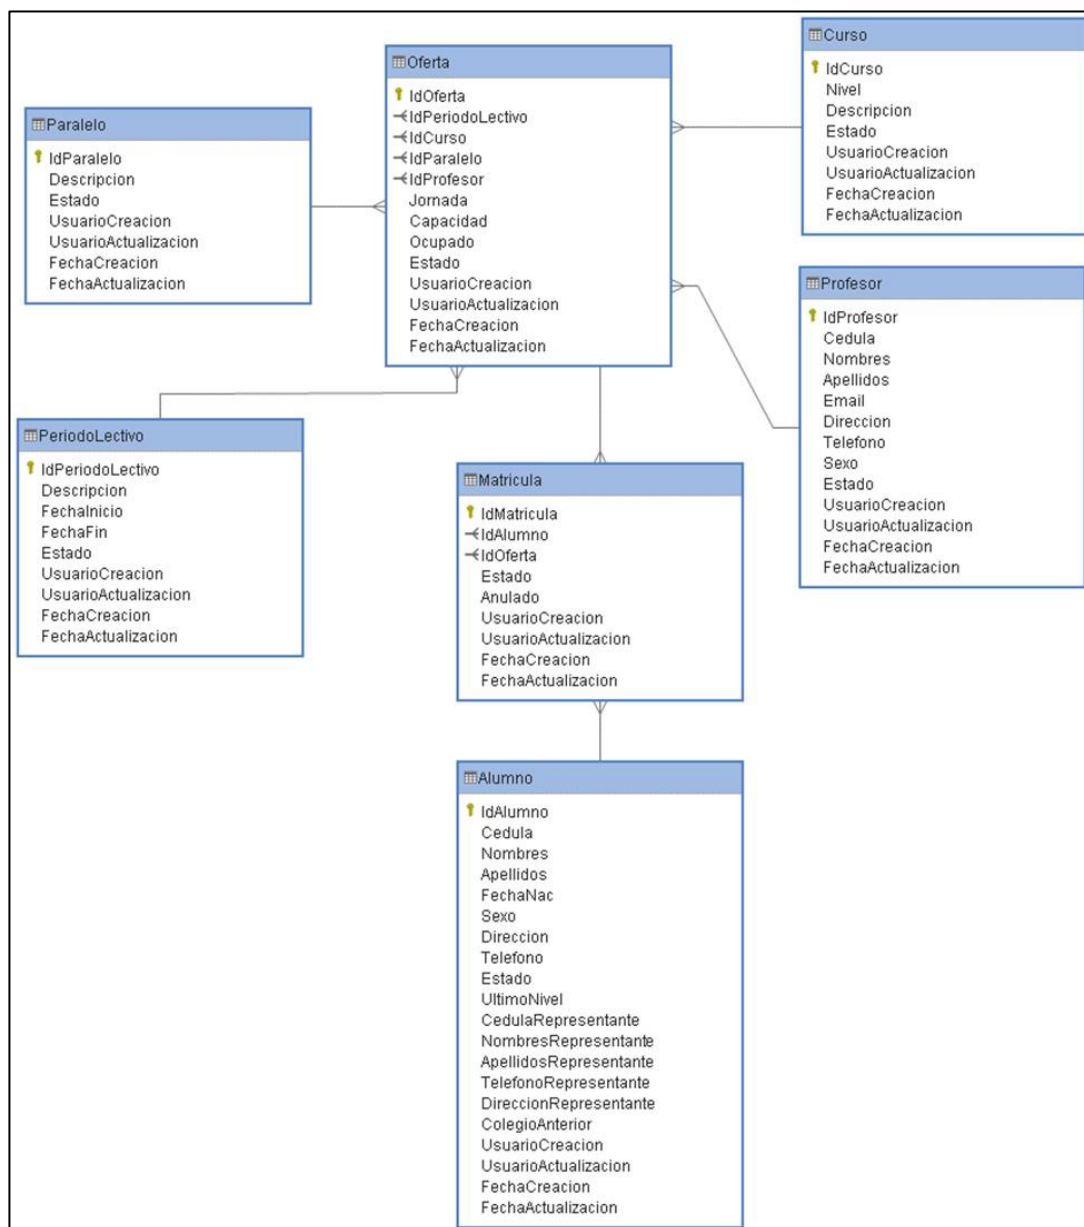 Oferta
IdOferta
IdPeriodoLectivo
IdCurso
IdParalelo
IdProfesor
Jornada
Capacidad
Ocupado
Estado
UsuarioCreacion
UsuarioActualizacion
FechaCreacion
FechaActualizacion
Curso
IdCurso
Nivel
Descripcion
Estado
UsuarioCreacion
UsuarioActualizacion
FechaCreacion
FechaActualizacion
Paralelo
IdParalelo
Descripcion
Estado
UsuarioCreacion
UsuarioActualizacion
FechaCreacion
FechaActualizacion
Profesor
IdProfesor
Cedula
Nombres
Apellidos
Email
Direccion
Telefono
Sexo
Estado
UsuarioCreacion
UsuarioActualizacion
FechaCreacion
FechaActualizacion
PeriodoLectivo
IdPeriodoLectivo
Descripcion
FechaInicio
FechaFin
Estado
UsuarioCreacion
UsuarioActualizacion
FechaCreacion
FechaActualizacion
Matricula
IdMatricula
IdAlumno
IdOferta
Estado
Anulado
UsuarioCreacion
UsuarioActualizacion
FechaCreacion
FechaActualizacion
Alumno
IdAlumno
Cedula
Nombres
Apellidos
FechaNac
Sexo
Direccion
Telefono
Estado
UltimoNivel
CedulaRepresentante
NombresRepresentante
ApellidosRepresentante
TelefonoRepresentante
DireccionRepresentante
ColegioAnterior
UsuarioCreacion
UsuarioActualizacion
FechaCreacion
FechaActualizacion